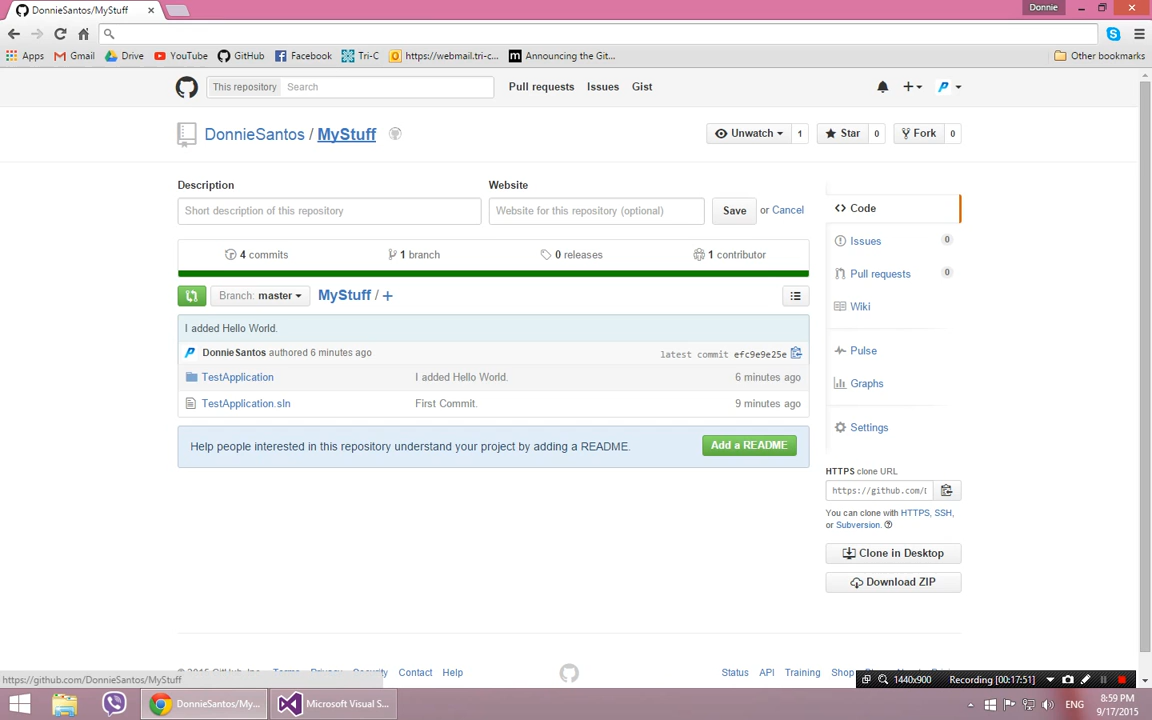 DonnieSantos/MyStuff
Donnie
Apps Gmail Drive YouTube GitHub Facebook Tri-C https://webmail.tri-c... Announcing the Git... Other bookmarks
This repository Search Pull requests Issues Gist
DonnieSantos / MyStuff Unwatch 1 Star 0 Fork 0
Description Website
Short description of this repository Website for this repository (optional) Save or Cancel
Code
Issues 0
Pull requests 0
Wiki
Pulse
Graphs
Settings
4 commits 1 branch 0 releases 1 contributor
Branch: master MyStuff / +
I added Hello World.
DonnieSantos authored 6 minutes ago latest commit efc9e9e25e
TestApplication I added Hello World. 6 minutes ago
TestApplication.sln First Commit. 9 minutes ago
Help people interested in this repository understand your project by adding a README. Add a README
HTTPS clone URL
https://github.com/
You can clone with HTTPS, SSH,
or Subversion.
Clone in Desktop
Download ZIP
© 2015 GitHub, Inc. Terms Privacy Security Contact Help Status API Training Shop
https://github.com/DonnieSantos/MyStuff
1440x900 Recording [00:17:51]
DonnieSantos/My... Microsoft Visual S... ENG 8:59 PM
9/17/2015